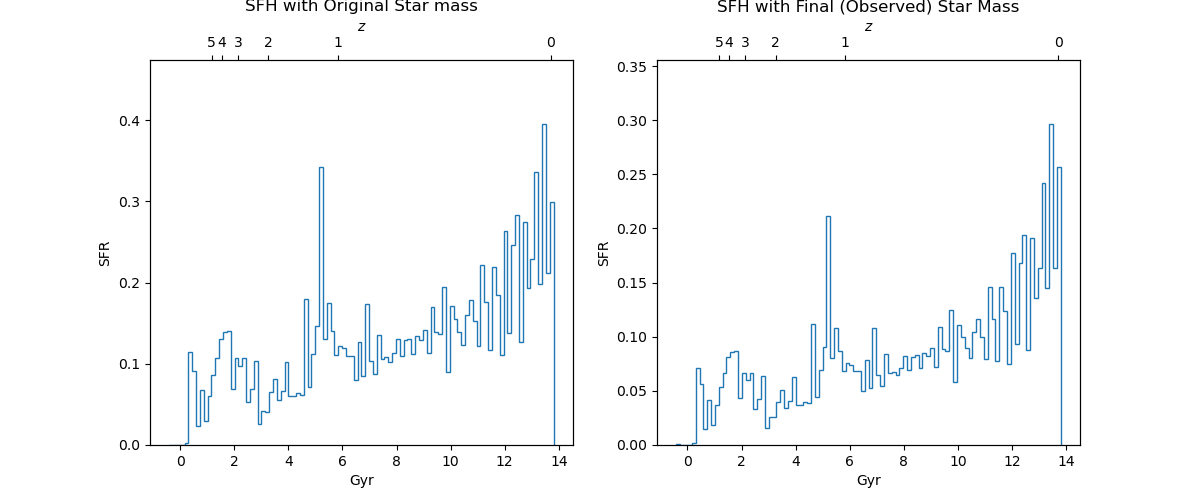 SFH with Original Star mass
z
5 4 3 2 1 0
0.4
0.3
0.2
0.1
0.0
SFR
0 2 4 6 8 10 12 14
Gyr
SFH with Final (Observed) Star Mass
z
5 4 3 2 1 0
0.35
0.30
0.25
0.20
0.15
0.10
0.05
0.00
SFR
0 2 4 6 8 10 12 14
Gyr